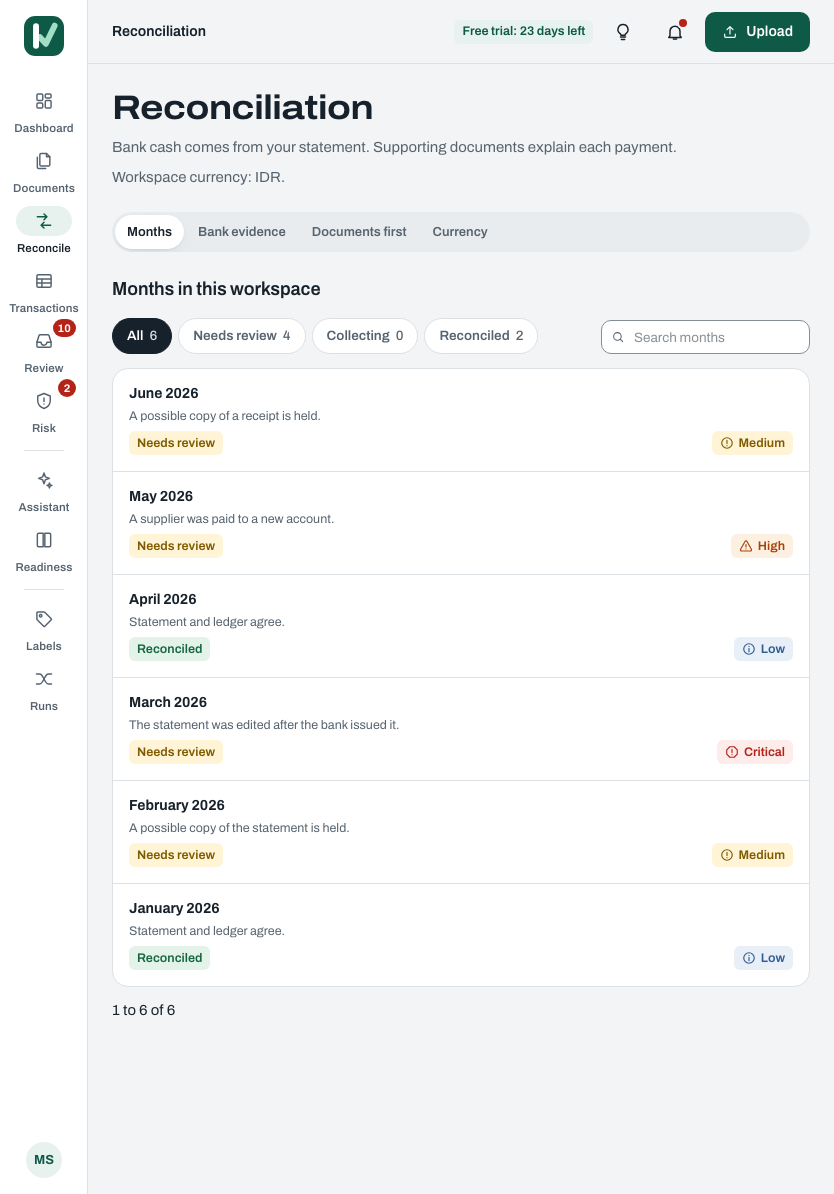 Reconciliation
Free trial: 23 days left
Upload
Dashboard
Documents
Reconcile
Transactions
10
Review
2
Risk
Assistant
Readiness
Labels
Runs
MS
Reconciliation
Bank cash comes from your statement. Supporting documents explain each payment.
Workspace currency: IDR.
Months Bank evidence Documents first Currency
Months in this workspace
All 6 Needs review 4 Collecting 0 Reconciled 2 Search months
June 2026
A possible copy of a receipt is held.
Needs review Medium
May 2026
A supplier was paid to a new account.
Needs review High
April 2026
Statement and ledger agree.
Reconciled Low
March 2026
The statement was edited after the bank issued it.
Needs review Critical
February 2026
A possible copy of the statement is held.
Needs review Medium
January 2026
Statement and ledger agree.
Reconciled Low
1 to 6 of 6